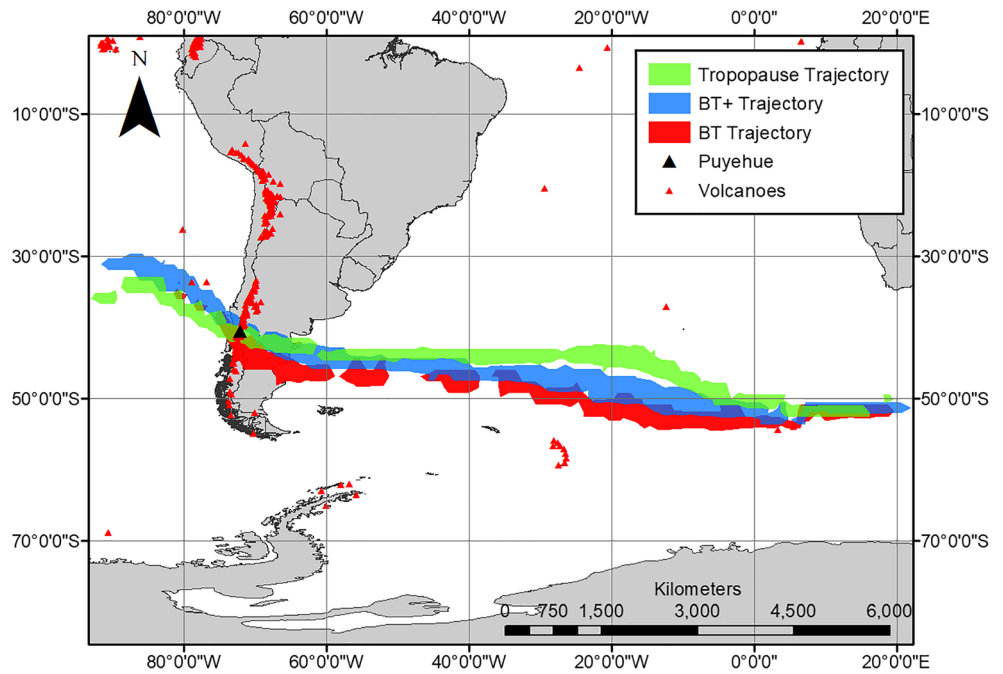 80°0'0"W 60°0'0"W 40°0'0"W 20°0'0"W 0°0'0" 20°0'0"E
N
Tropopause Trajectory
BT+ Trajectory
BT Trajectory
Puyehue
Volcanoes
10°0'0"S 10°0'0"S
30°0'0"S 30°0'0"S
50°0'0"S 50°0'0"S
70°0'0"S 70°0'0"S
Kilometers
0 750 1,500 3,000 4,500 6,000
80°0'0"W 60°0'0"W 40°0'0"W 20°0'0"W 0°0'0" 20°0'0"E